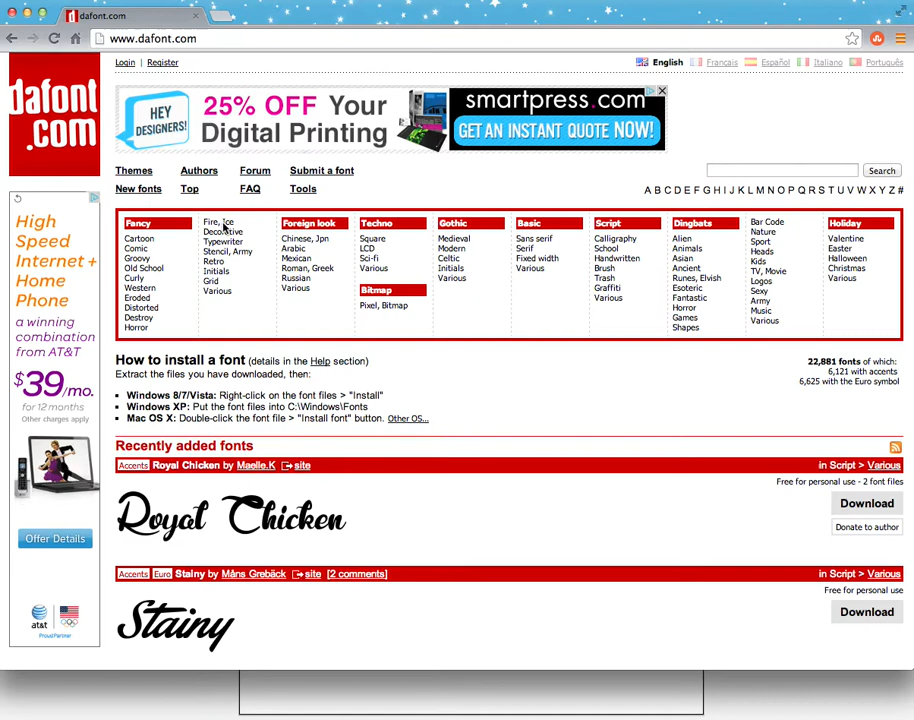 dafont.com
www.dafont.com
Login | Register
English Français Español Italiano Português
dafont
.com
HEY DESIGNERS!
25% OFF Your
Digital Printing
smartpress.com
GET AN INSTANT QUOTE NOW!
Themes Authors Forum Submit a font
Search
New fonts Top FAQ Tools
A B C D E F G H I J K L M N O P Q R S T U V W X Y Z #
High
Speed
Internet +
Home
Phone
a winning
combination
from AT&T
$39/mo.
for 12 months
Other charges apply
Offer Details
at&t
Proud Partner
Fancy
Cartoon
Comic
Groovy
Old School
Curly
Western
Eroded
Distorted
Destroy
Horror
Fire, Ice
Decorative
Typewriter
Stencil, Army
Retro
Initials
Grid
Various
Foreign look
Chinese, Jpn
Arabic
Mexican
Roman, Greek
Russian
Various
Techno
Square
LCD
Sci-fi
Various
Bitmap
Pixel, Bitmap
Gothic
Medieval
Modern
Celtic
Initials
Various
Basic
Sans serif
Serif
Fixed width
Various
Script
Calligraphy
School
Handwritten
Brush
Trash
Graffiti
Various
Dingbats
Alien
Animals
Asian
Ancient
Runes, Elvish
Esoteric
Fantastic
Horror
Games
Shapes
Bar Code
Nature
Sport
Heads
Kids
TV, Movie
Logos
Sexy
Army
Music
Various
Holiday
Valentine
Easter
Halloween
Christmas
Various
How to install a font (details in the Help section)
Extract the files you have downloaded, then:
Windows 8/7/Vista: Right-click on the font files > "Install"
Windows XP: Put the font files into C:\Windows\Fonts
Mac OS X: Double-click the font file > "Install font" button. Other OS...
22,881 fonts of which:
6,121 with accents
6,625 with the Euro symbol
Recently added fonts
Accents Royal Chicken by Maelle.K site in Script > Various
Free for personal use - 2 font files
Royal Chicken
Download
Donate to author
Accents Euro Stainy by Måns Grebäck site [2 comments] in Script > Various
Free for personal use
Stainy
Download